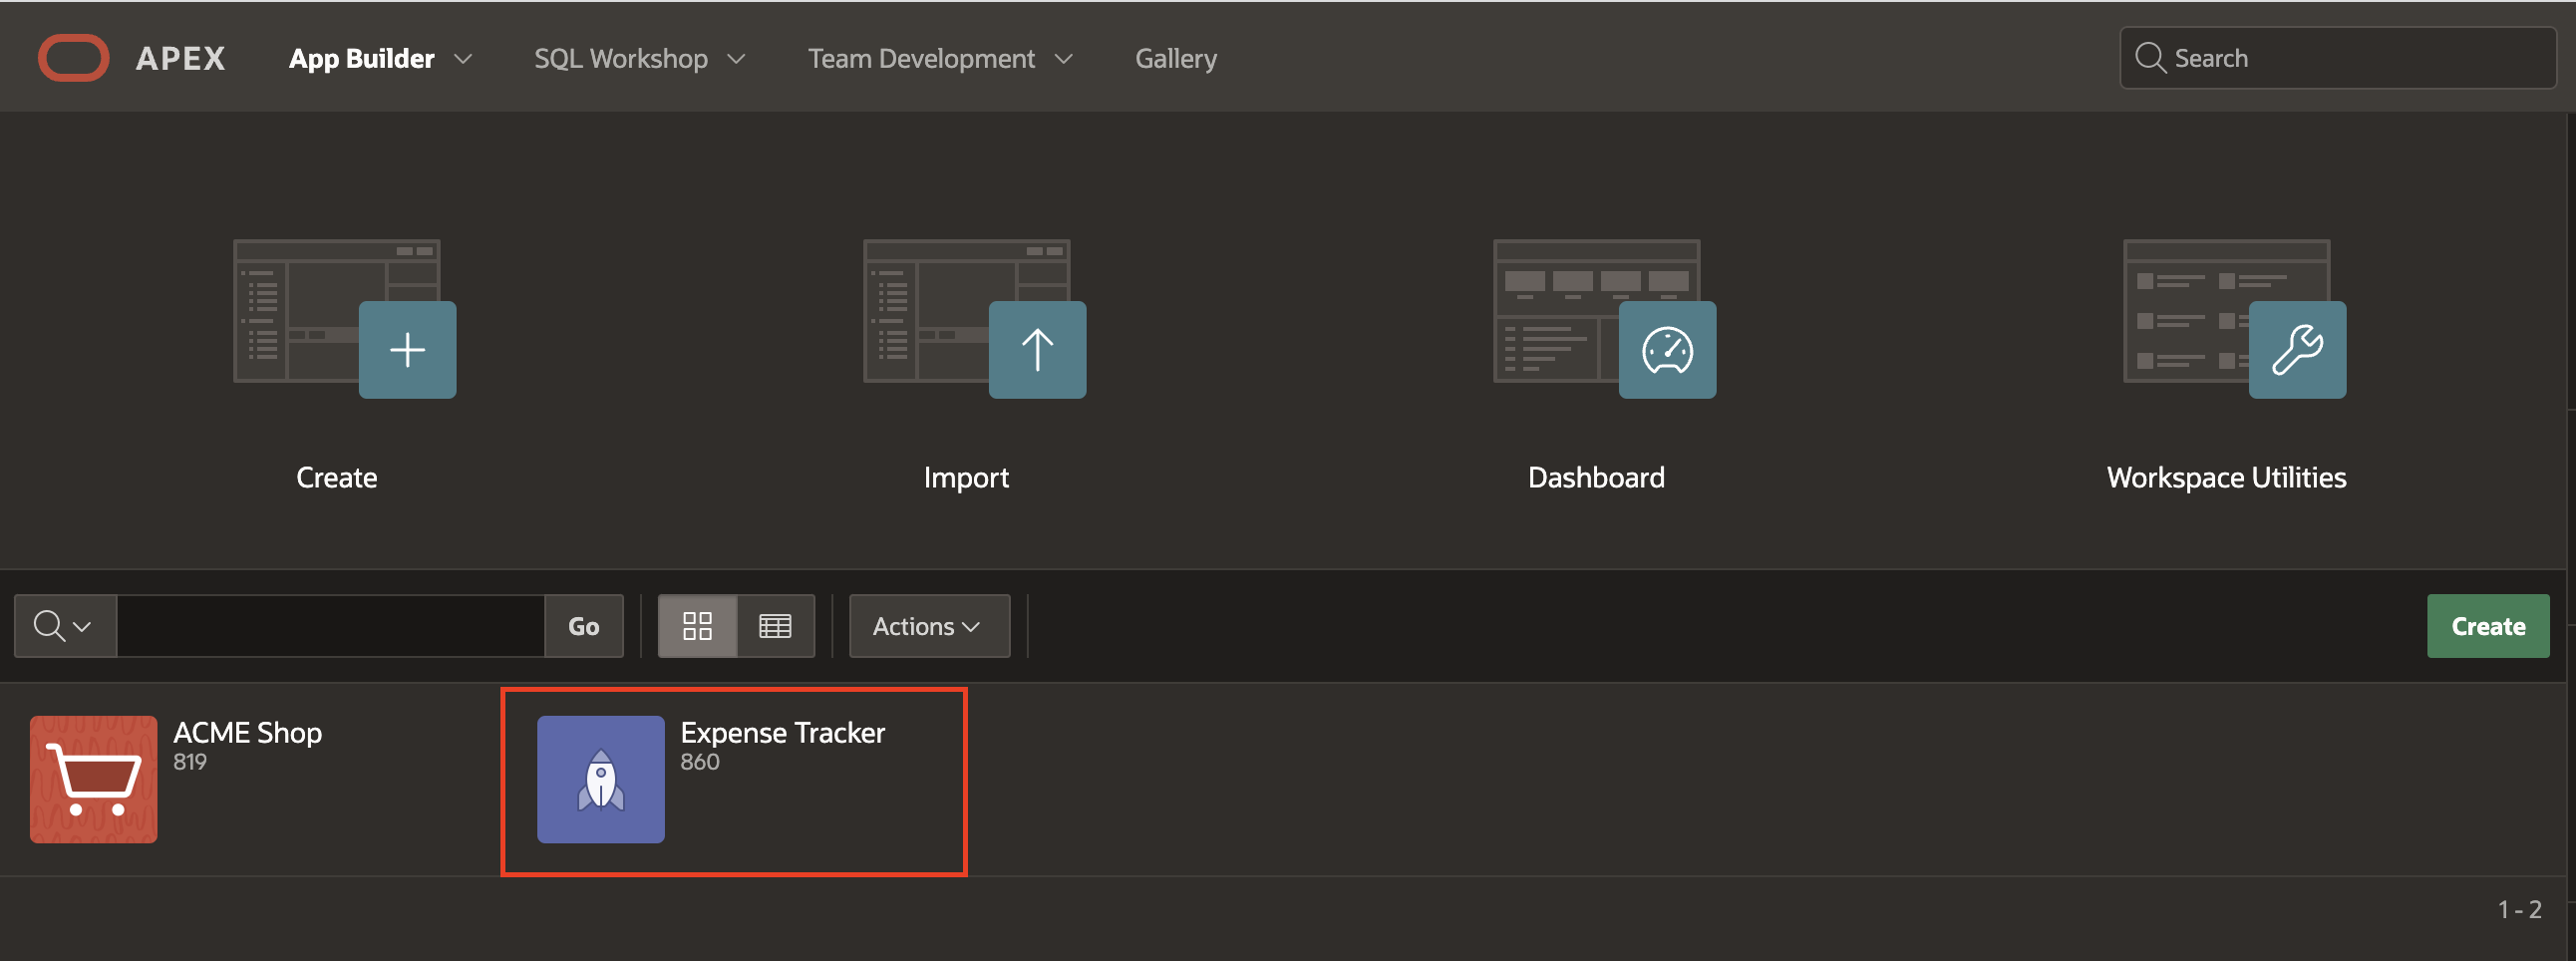 APEX App Builder SQL Workshop Team Development Gallery Search
Create Import Dashboard Workspace Utilities
Go Actions Create
ACME Shop
819
Expense Tracker
860
1 - 2